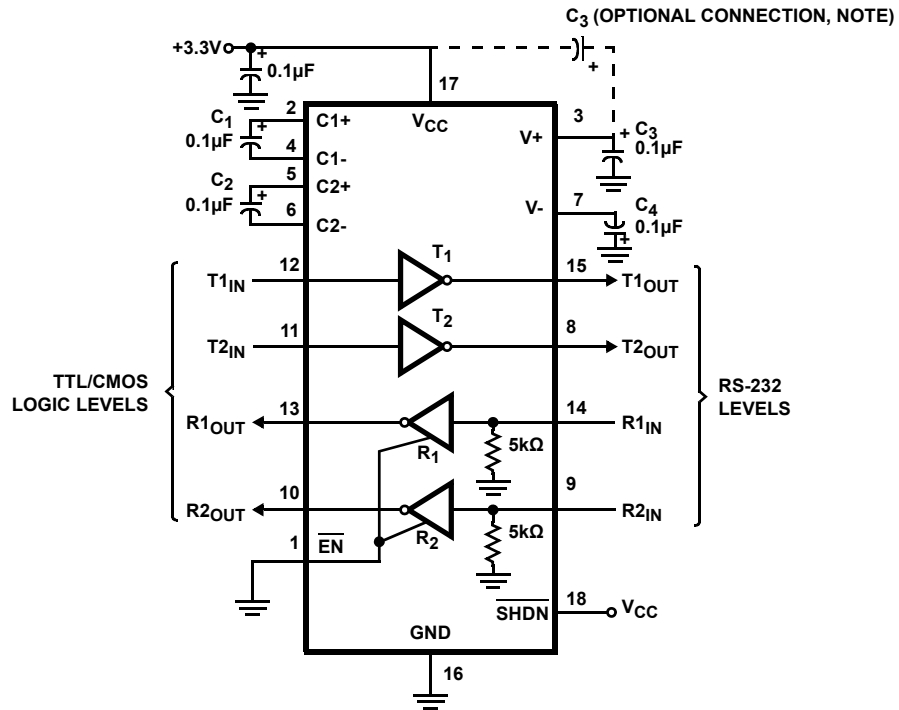 C3 (OPTIONAL CONNECTION, NOTE)
+3.3V
+
0.1µF
+
17
2
C1+
VCC
3
V+
C1
0.1µF
+
4
C1-
+
C3
0.1µF
C2
0.1µF
5
C2+
+
6
C2-
7
V-
C4
0.1µF
+
T1IN
12
T1
15
T1OUT
T2IN
11
T2
8
T2OUT
TTL/CMOS
LOGIC LEVELS
RS-232
LEVELS
R1OUT
13
R1
5kΩ
14
R1IN
R2OUT
10
R2
5kΩ
9
R2IN
1
EN
SHDN
18
VCC
GND
16